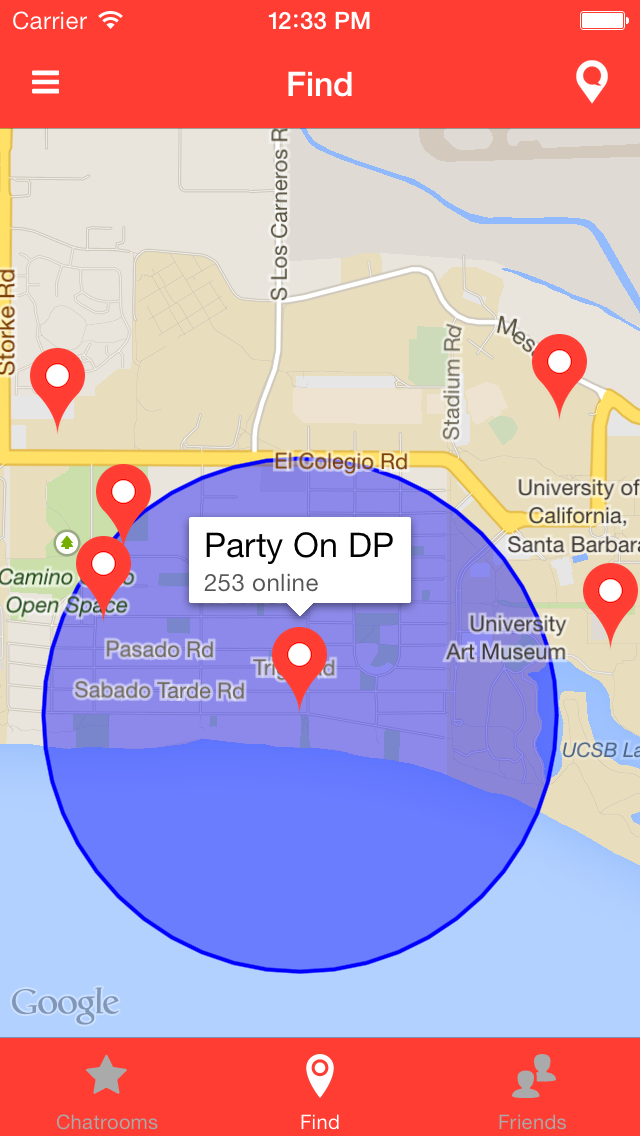 Carrier
12:33 PM
Find
S Los Carneros R
Storke Rd
Mes
Stadium Rd
El Colegio Rd
University of
California,
Santa Barbara
Party On DP
253 online
Camino
Open Space
University
Art Museum
Pasado Rd
Sabado Tarde Rd
UCSB La
Google
Chatrooms
Find
Friends